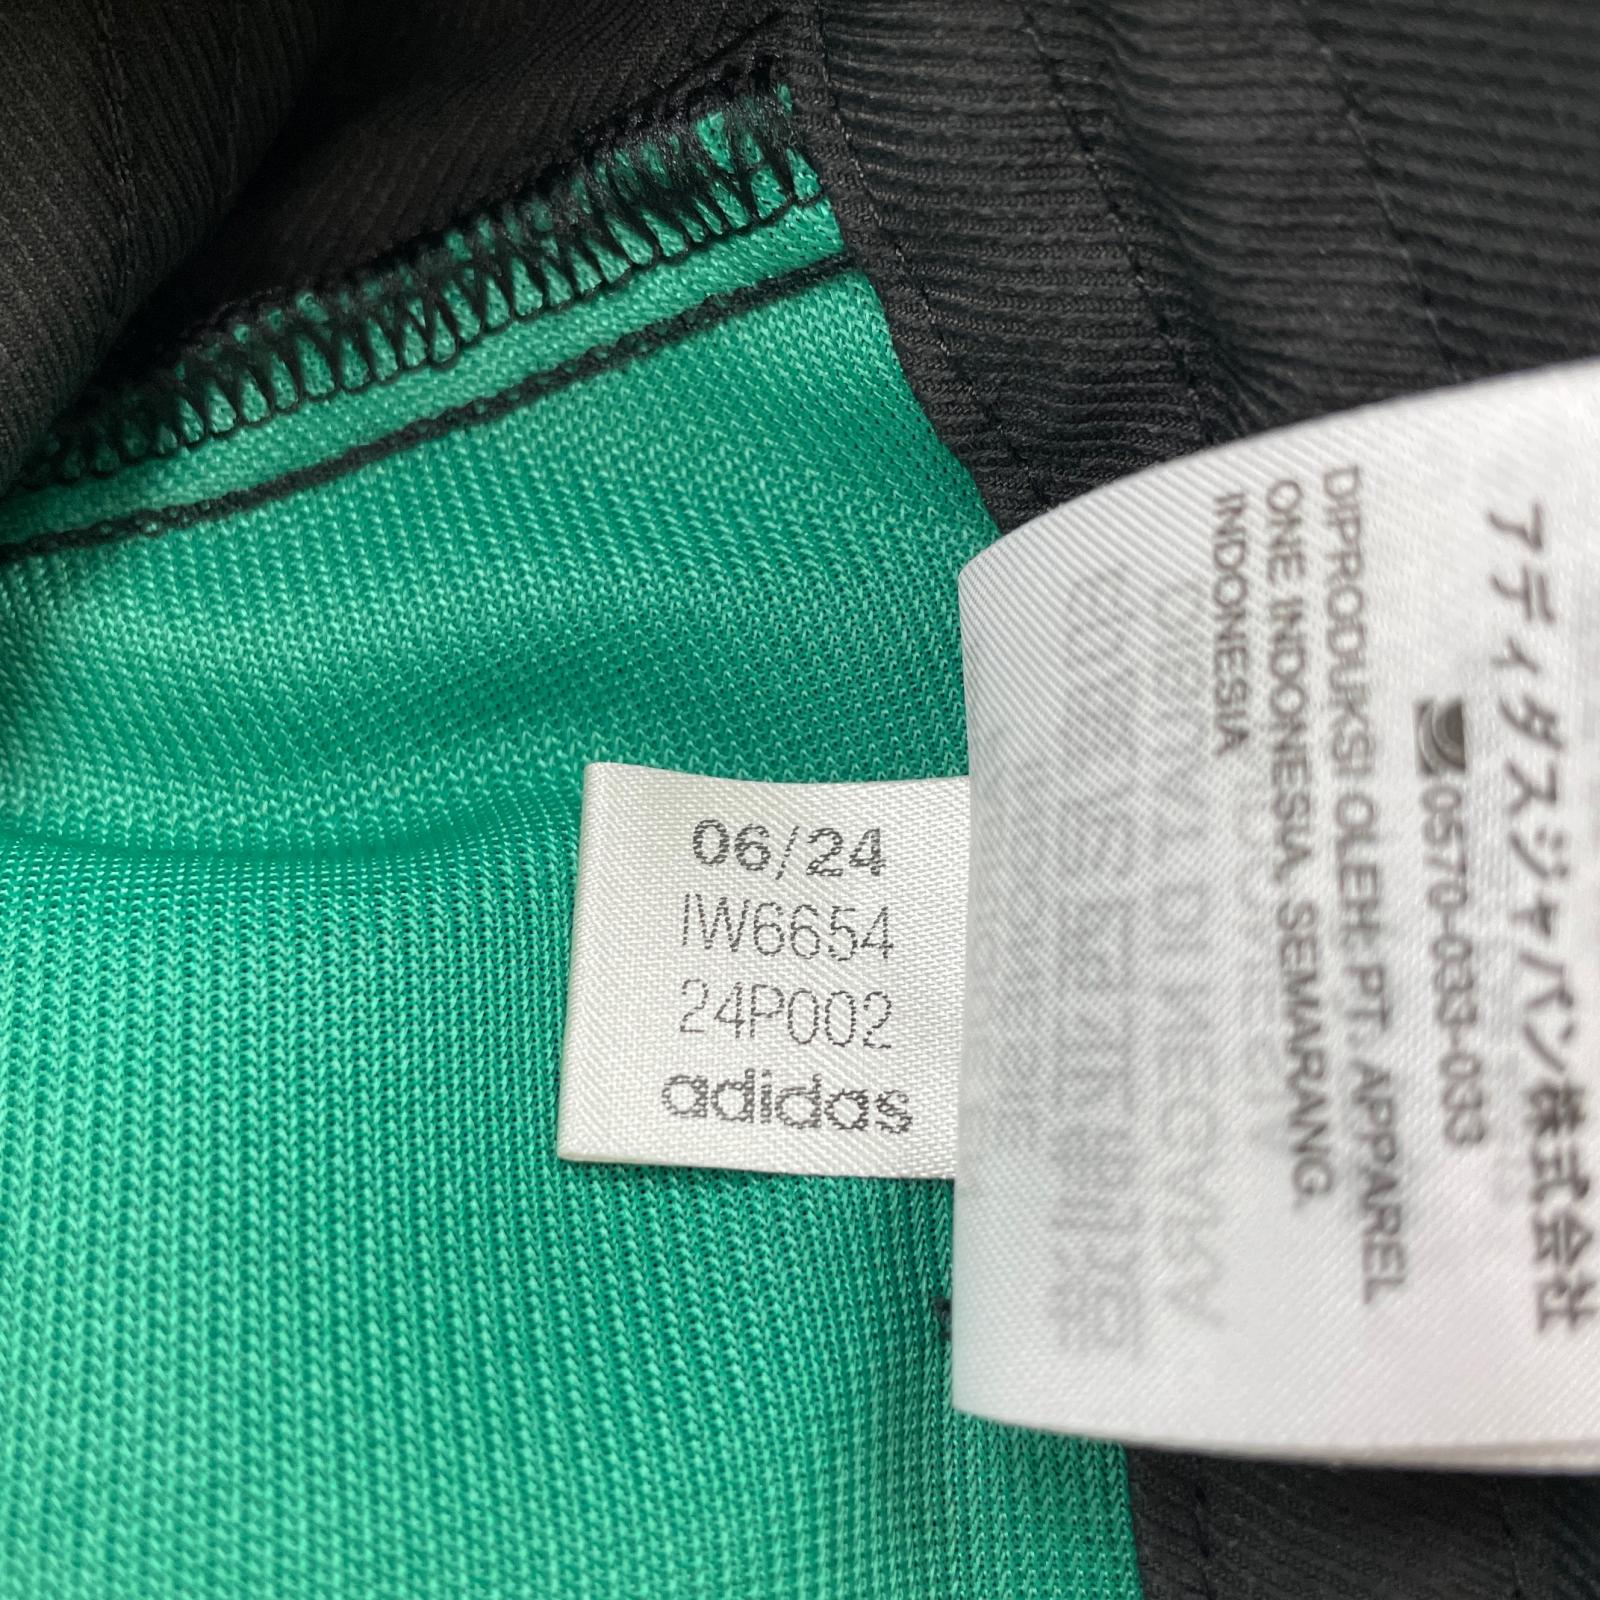 06/24
IW6654
24P002
adidas
アディダスジャパン株式会社
0570-033-033
DIPRODUKSI OLEH: PT. APPAREL
ONE INDONESIA, SEMARANG,
INDONESIA